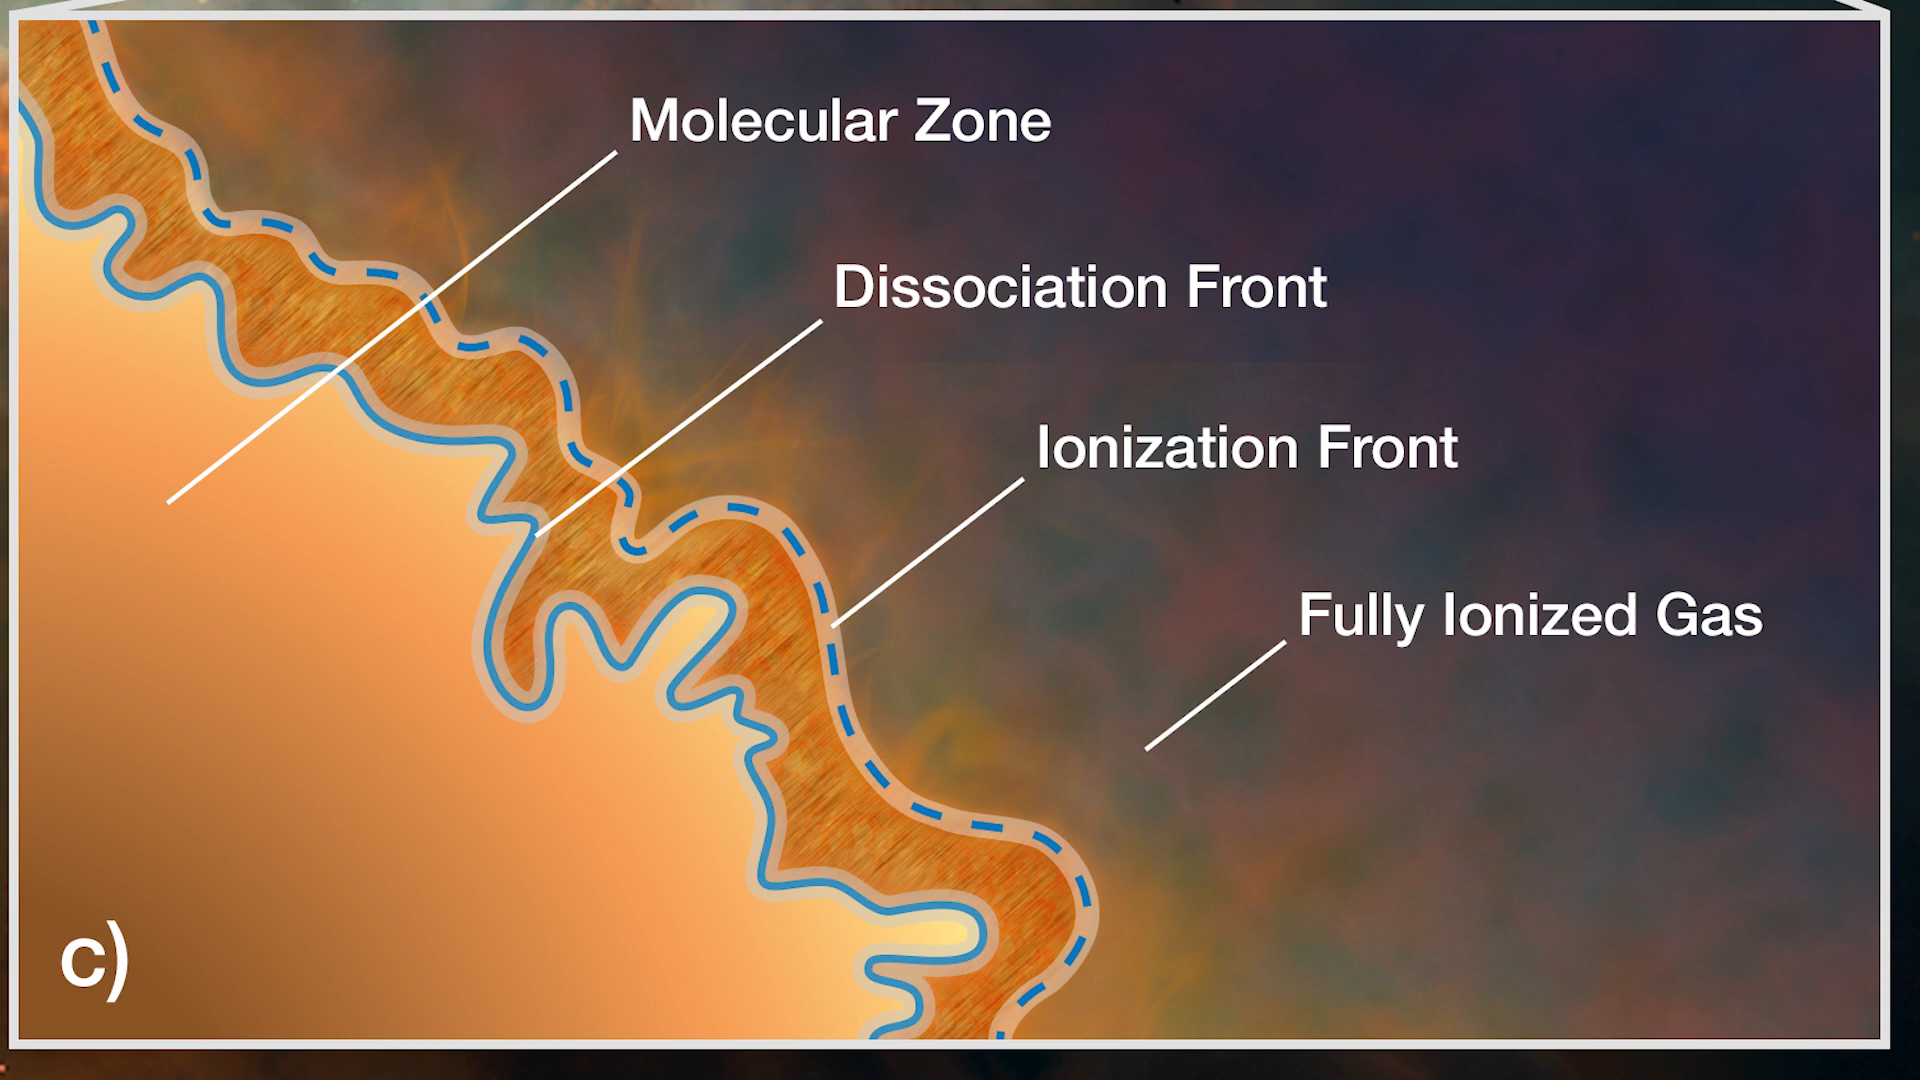 Molecular Zone
Dissociation Front
Ionization Front
Fully Ionized Gas
c)